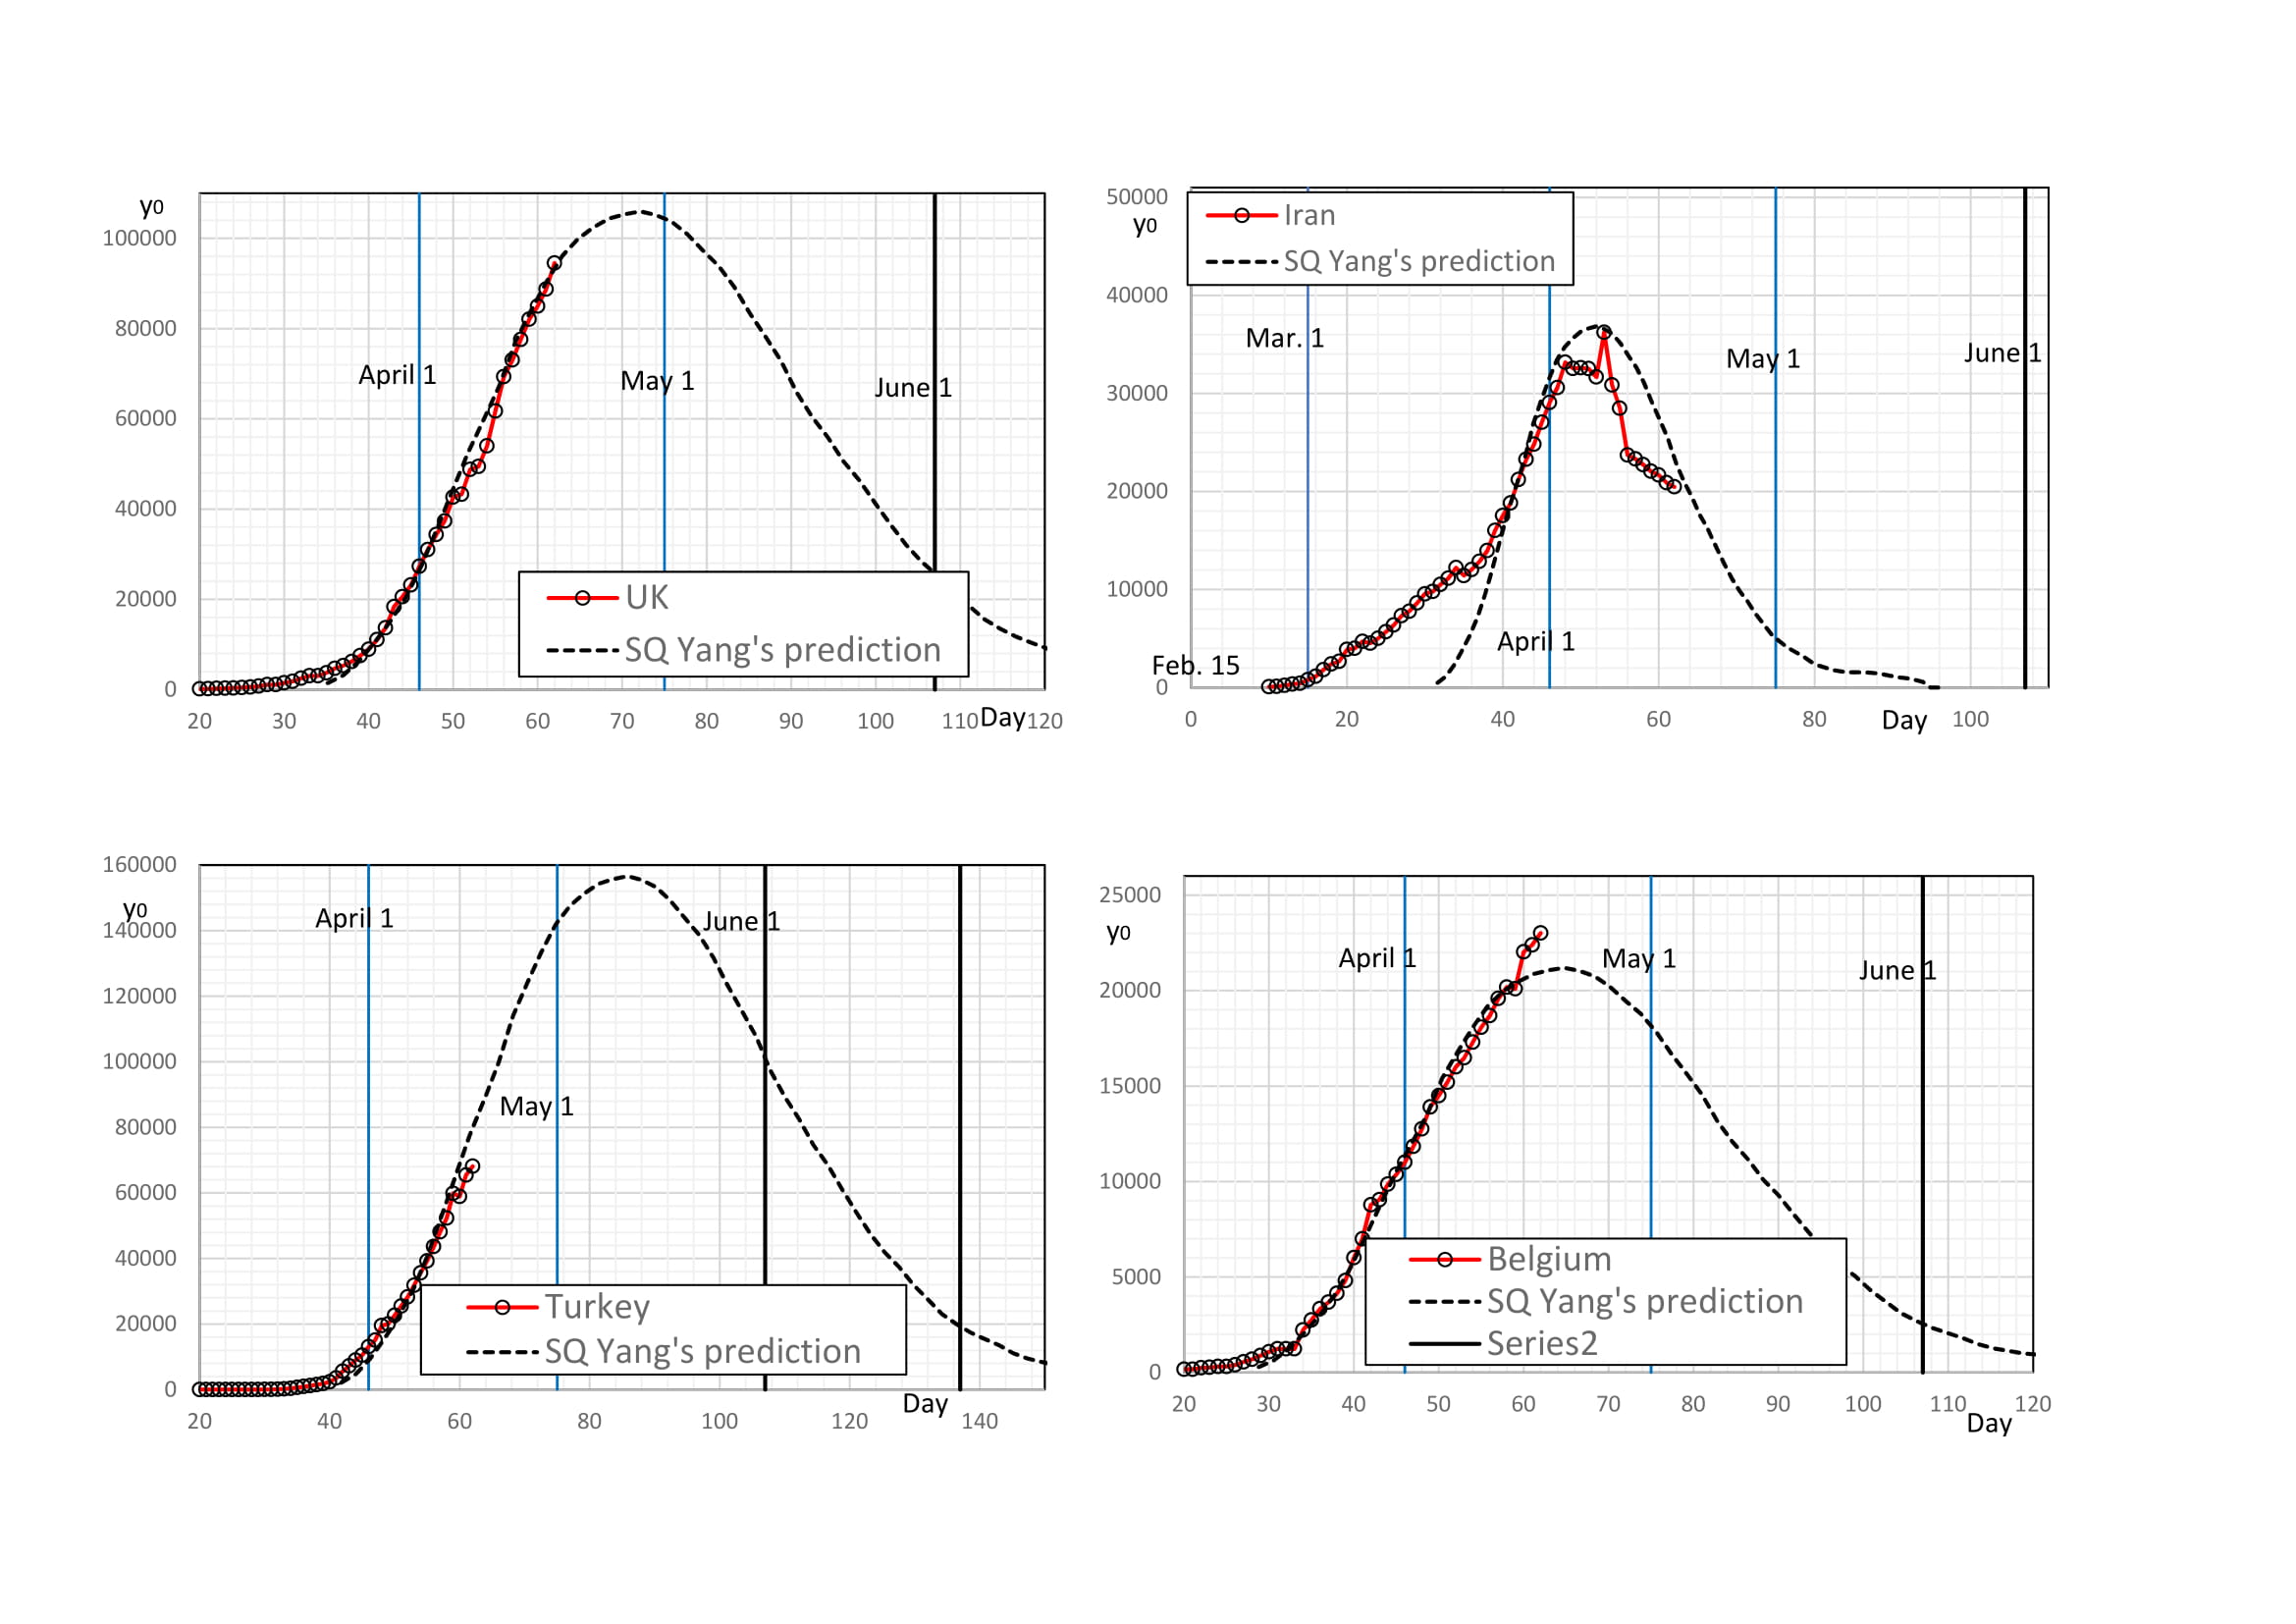 y0
100000
80000
60000
40000
20000
0
April 1
May 1
June 1
UK
SQ Yang's prediction
20 30 40 50 60 70 80 90 100 110 Day 120
50000
y0
40000
30000
20000
10000
0
Iran
SQ Yang's prediction
Mar. 1
May 1
June 1
April 1
Feb. 15
0 20 40 60 80 Day 100
160000
y0
140000
120000
100000
80000
60000
40000
20000
0
April 1
June 1
May 1
Turkey
SQ Yang's prediction
Day
20 40 60 80 100 120 140
25000
y0
20000
15000
10000
5000
0
April 1
May 1
June 1
Belgium
SQ Yang's prediction
Series2
20 30 40 50 60 70 80 90 100 110 120
Day